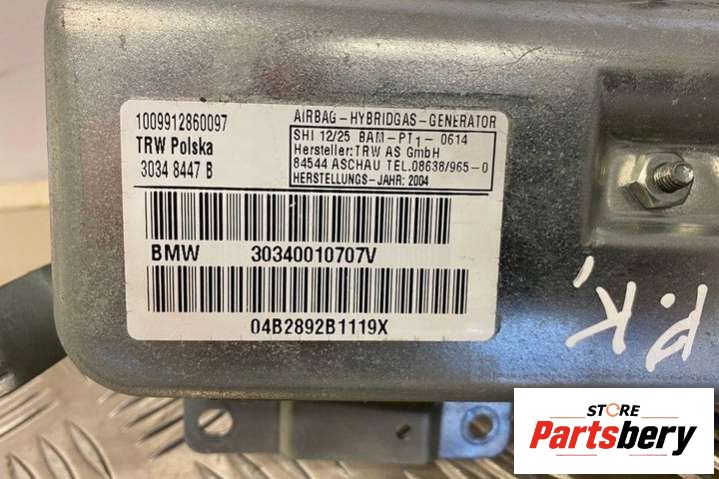 1009912860097
TRW Polska
3034 8447 B
AIRBAG-HYBRIDGAS-GENERATOR
SHI 12/25 BAM-PT1-0614
Hersteller:TRW AS GmbH
84544 ASCHAU TEL.08638/965-0
HERSTELLUNGS-JAHR: 2004
BMW 30340010707V
04B2892B1119X
P.K,
STORE
Partsbery